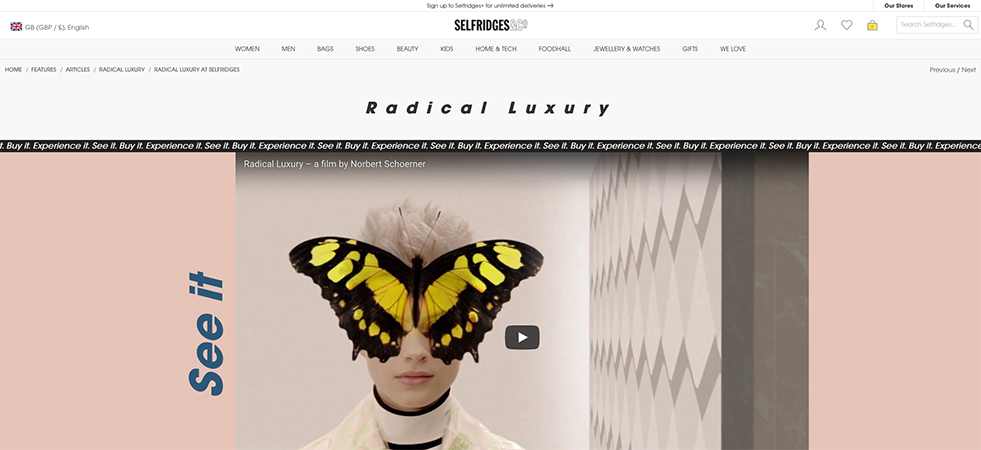 Sign up to Selfridges+ for unlimited deliveries →
Our Stores Our Services
GB (GBP / £), English
SELFRIDGES&CO
Search Selfridges...
WOMEN MEN BAGS SHOES BEAUTY KIDS HOME & TECH FOODHALL JEWELLERY & WATCHES GIFTS WE LOVE
HOME / FEATURES / ARTICLES / RADICAL LUXURY / RADICAL LUXURY AT SELFRIDGES
Previous / Next
Radical Luxury
t. Buy it. Experience it. See it. Buy it. Experience it. See it. Buy it. Experience it. See it. Buy it. Experience it. See it. Buy it. Experience it. See it. Buy it. Experience it. See it. Buy it. Experience it. See it. Buy it. Experience it. See it. Buy it. Experience
Radical Luxury – a film by Norbert Schoerner
See it